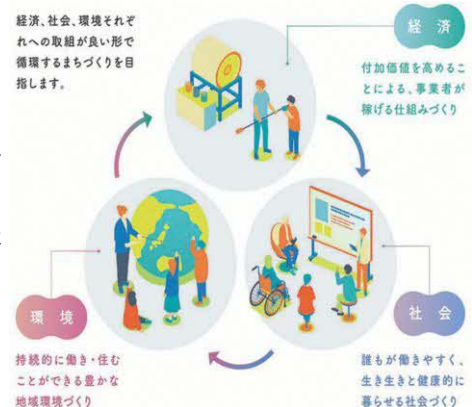 経済、社会、環境それぞ
れへの取組が良い形で
循環するまちづくりを目
指します。
経済
付加価値を高めるこ
とによる、事業者が
稼げる仕組みづくり
環境
持続的に働き・住む
ことができる豊かな
地域環境づくり
社会
誰もが働きやすく、
生き生きと健康的に
暮らせる社会づくり